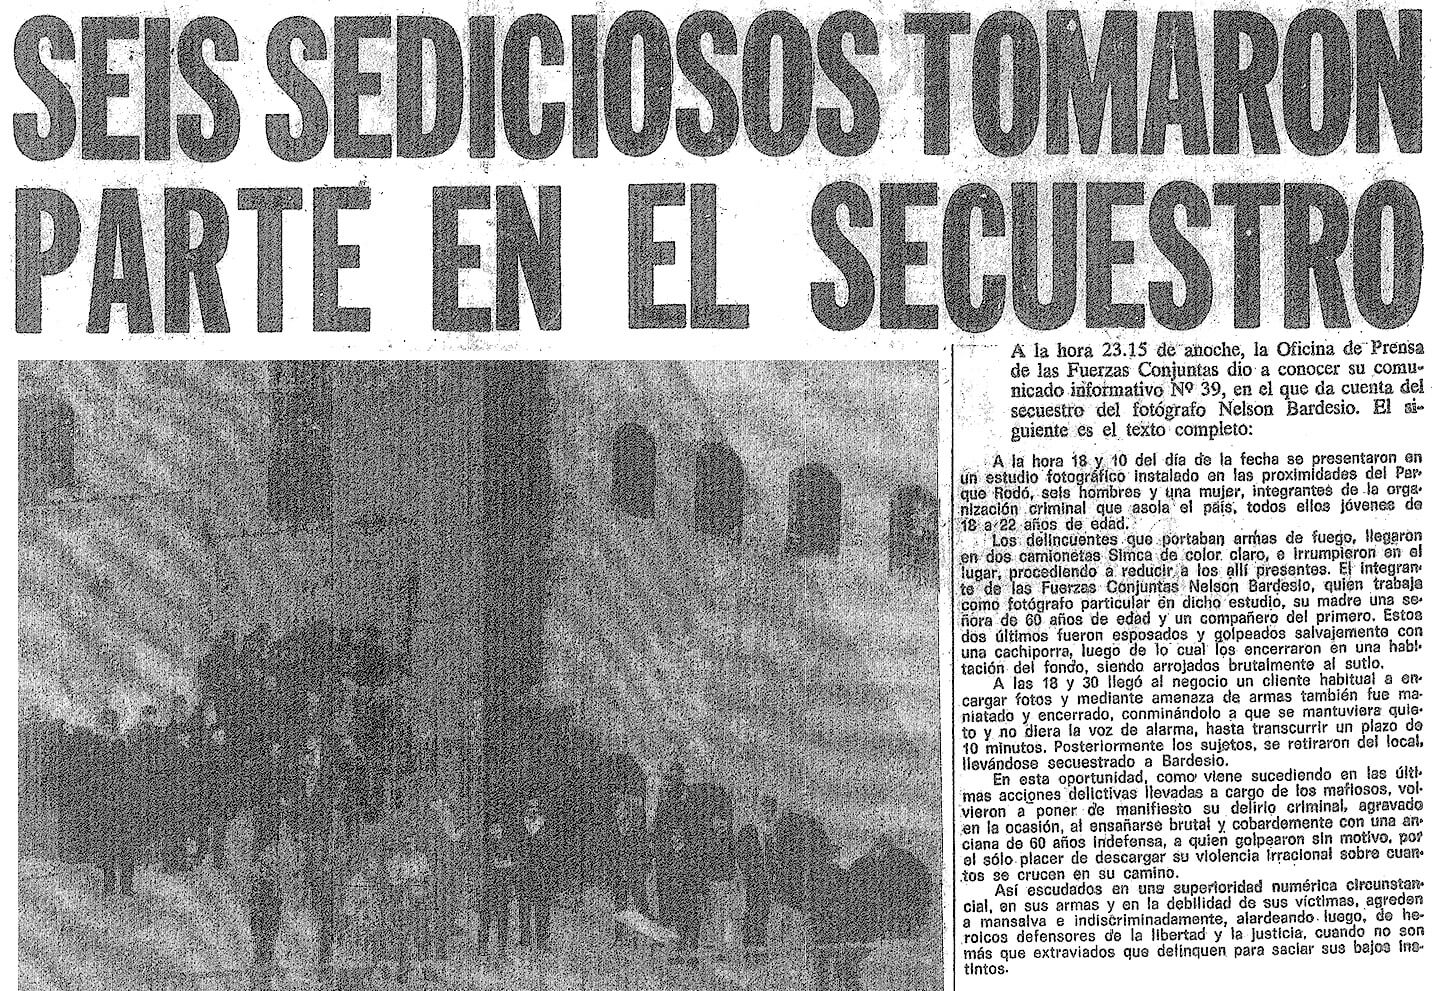 SEIS SEDICIOSOS TOMARON
PARTE EN EL SECUESTRO
A la hora 23.15 de anoche, la Oficina de Prensa
de las Fuerzas Conjuntas dio a conocer su comu-
nicado informativo Nº 39, en el que da cuenta del
secuestro del fotógrafo Nelson Bardesio. El si-
guiente es el texto completo:
A la hora 18 y 10 del día de la fecha se presentaron en
un estudio fotográfico instalado en las proximidades del Par-
que Rodó, seis hombres y una mujer, integrantes de la orga-
nización criminal que asola el país, todos ellos jóvenes de
18 a 22 años de edad.
Los delincuentes que portaban armas de fuego, llegaron
en dos camionetas Simca de color claro, e irrumpieron en el
lugar, procediendo a reducir a los allí presentes. El integran-
te de las Fuerzas Conjuntas Nelson Bardesio, quien trabaja
como fotógrafo particular en dicho estudio, su madre una se-
ñora de 60 años de edad y un compañero del primero. Estos
dos últimos fueron esposados y golpeados salvajemente con
una cachiporra, luego de lo cual los encerraron en una habi-
tación del fondo, siendo arrojados brutalmente al suelo.
A las 18 y 30 llegó al negocio un cliente habitual a en-
cargar fotos y mediante amenaza de armas también fue ma-
niatado y encerrado, conminándolo a que se mantuviera quie-
to y no diera la voz de alarma, hasta transcurrir un plazo de
10 minutos. Posteriormente los sujetos, se retiraron del local,
llevándose secuestrado a Bardesio.
En esta oportunidad, como viene sucediendo en las últi-
mas acciones delictivas llevadas a cargo de los mafiosos, vol-
vieron a poner de manifiesto su delirio criminal, agravado
en la ocasión, al ensañarse brutal y cobardemente con una an-
ciana de 60 años indefensa, a quien golpearon sin motivo, por
el sólo placer de descargar su violencia irracional sobre cuan-
tos se crucen en su camino.
Así escudados en una superioridad numérica circunstan-
cial, en sus armas y en la debilidad de sus víctimas, agreden
a mansalva e indiscriminadamente, alardeando luego, de he-
roicos defensores de la libertad y la justicia, cuando no son
más que extraviados que delinquen para saciar sus bajos ins-
tintos.